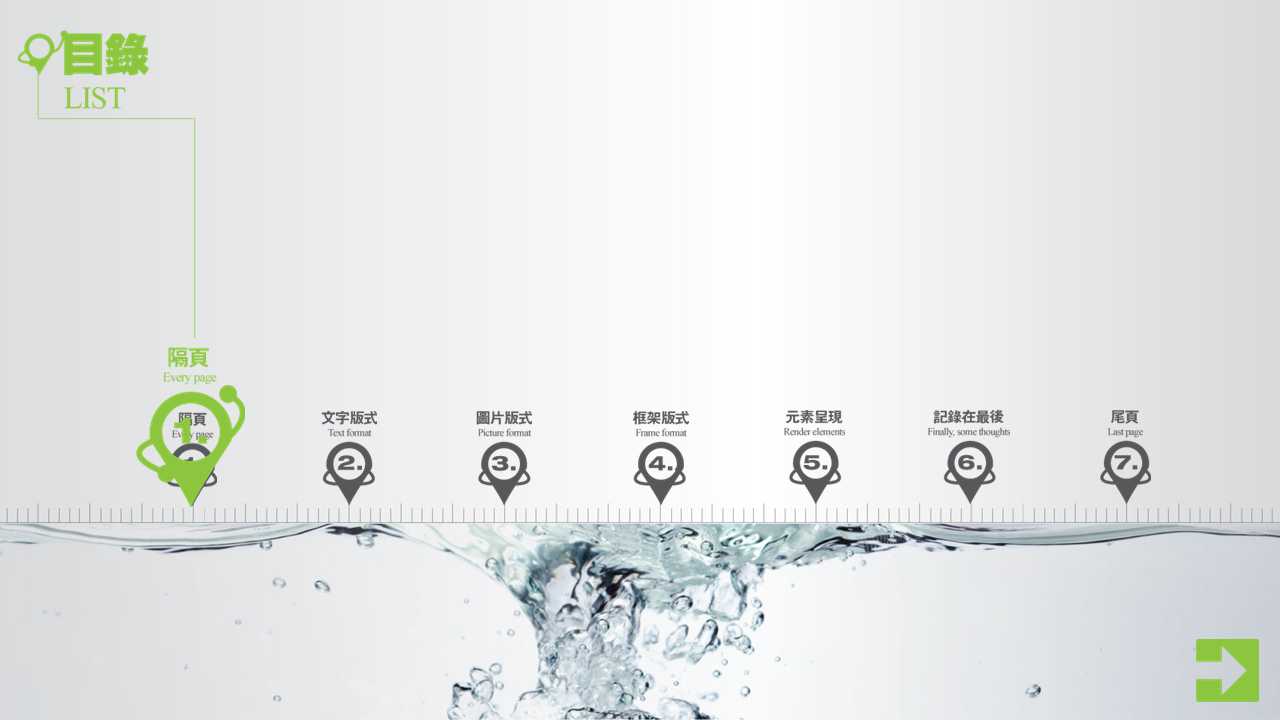 目錄
LIST
隔頁
Every page
隔頁
Every page
1.
文字版式
Text format
2.
圖片版式
Picture format
3.
框架版式
Frame format
4.
元素呈現
Render elements
5.
記錄在最後
Finally, some thoughts
6.
尾頁
Last page
7.